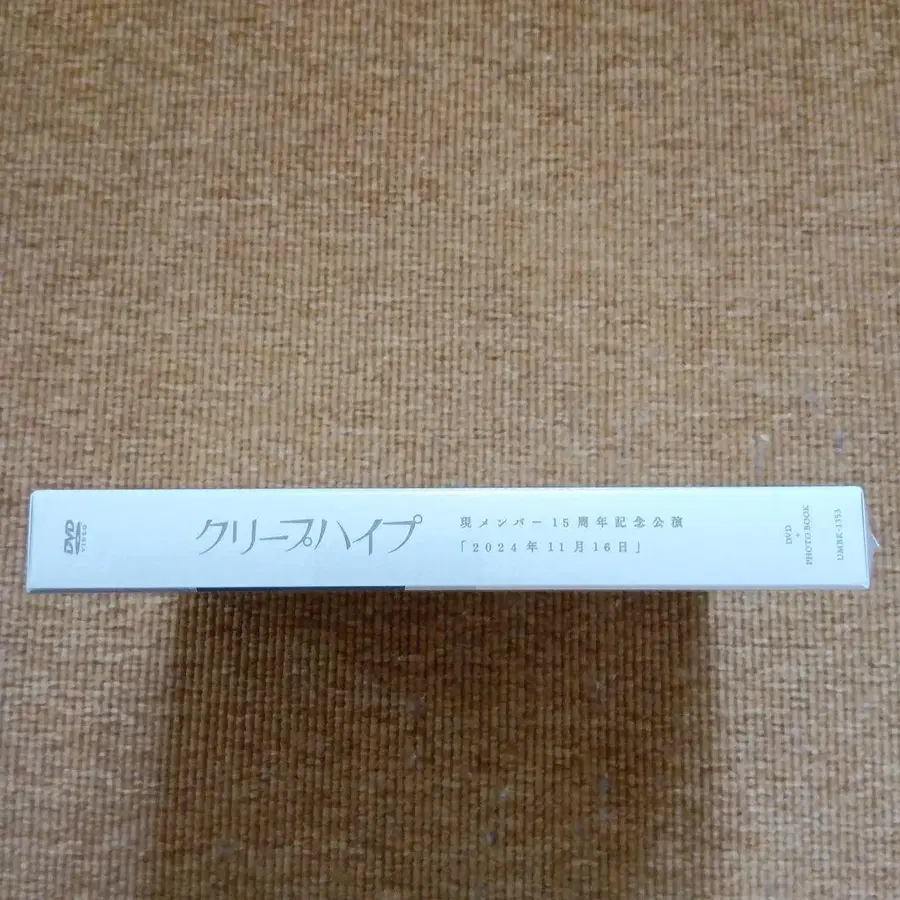 DVD
VIDEO
クリープハイプ
現メンバー15周年記念公演
「2024年11月16日」
DVD
+
PHOTO BOOK
UMBK-1353